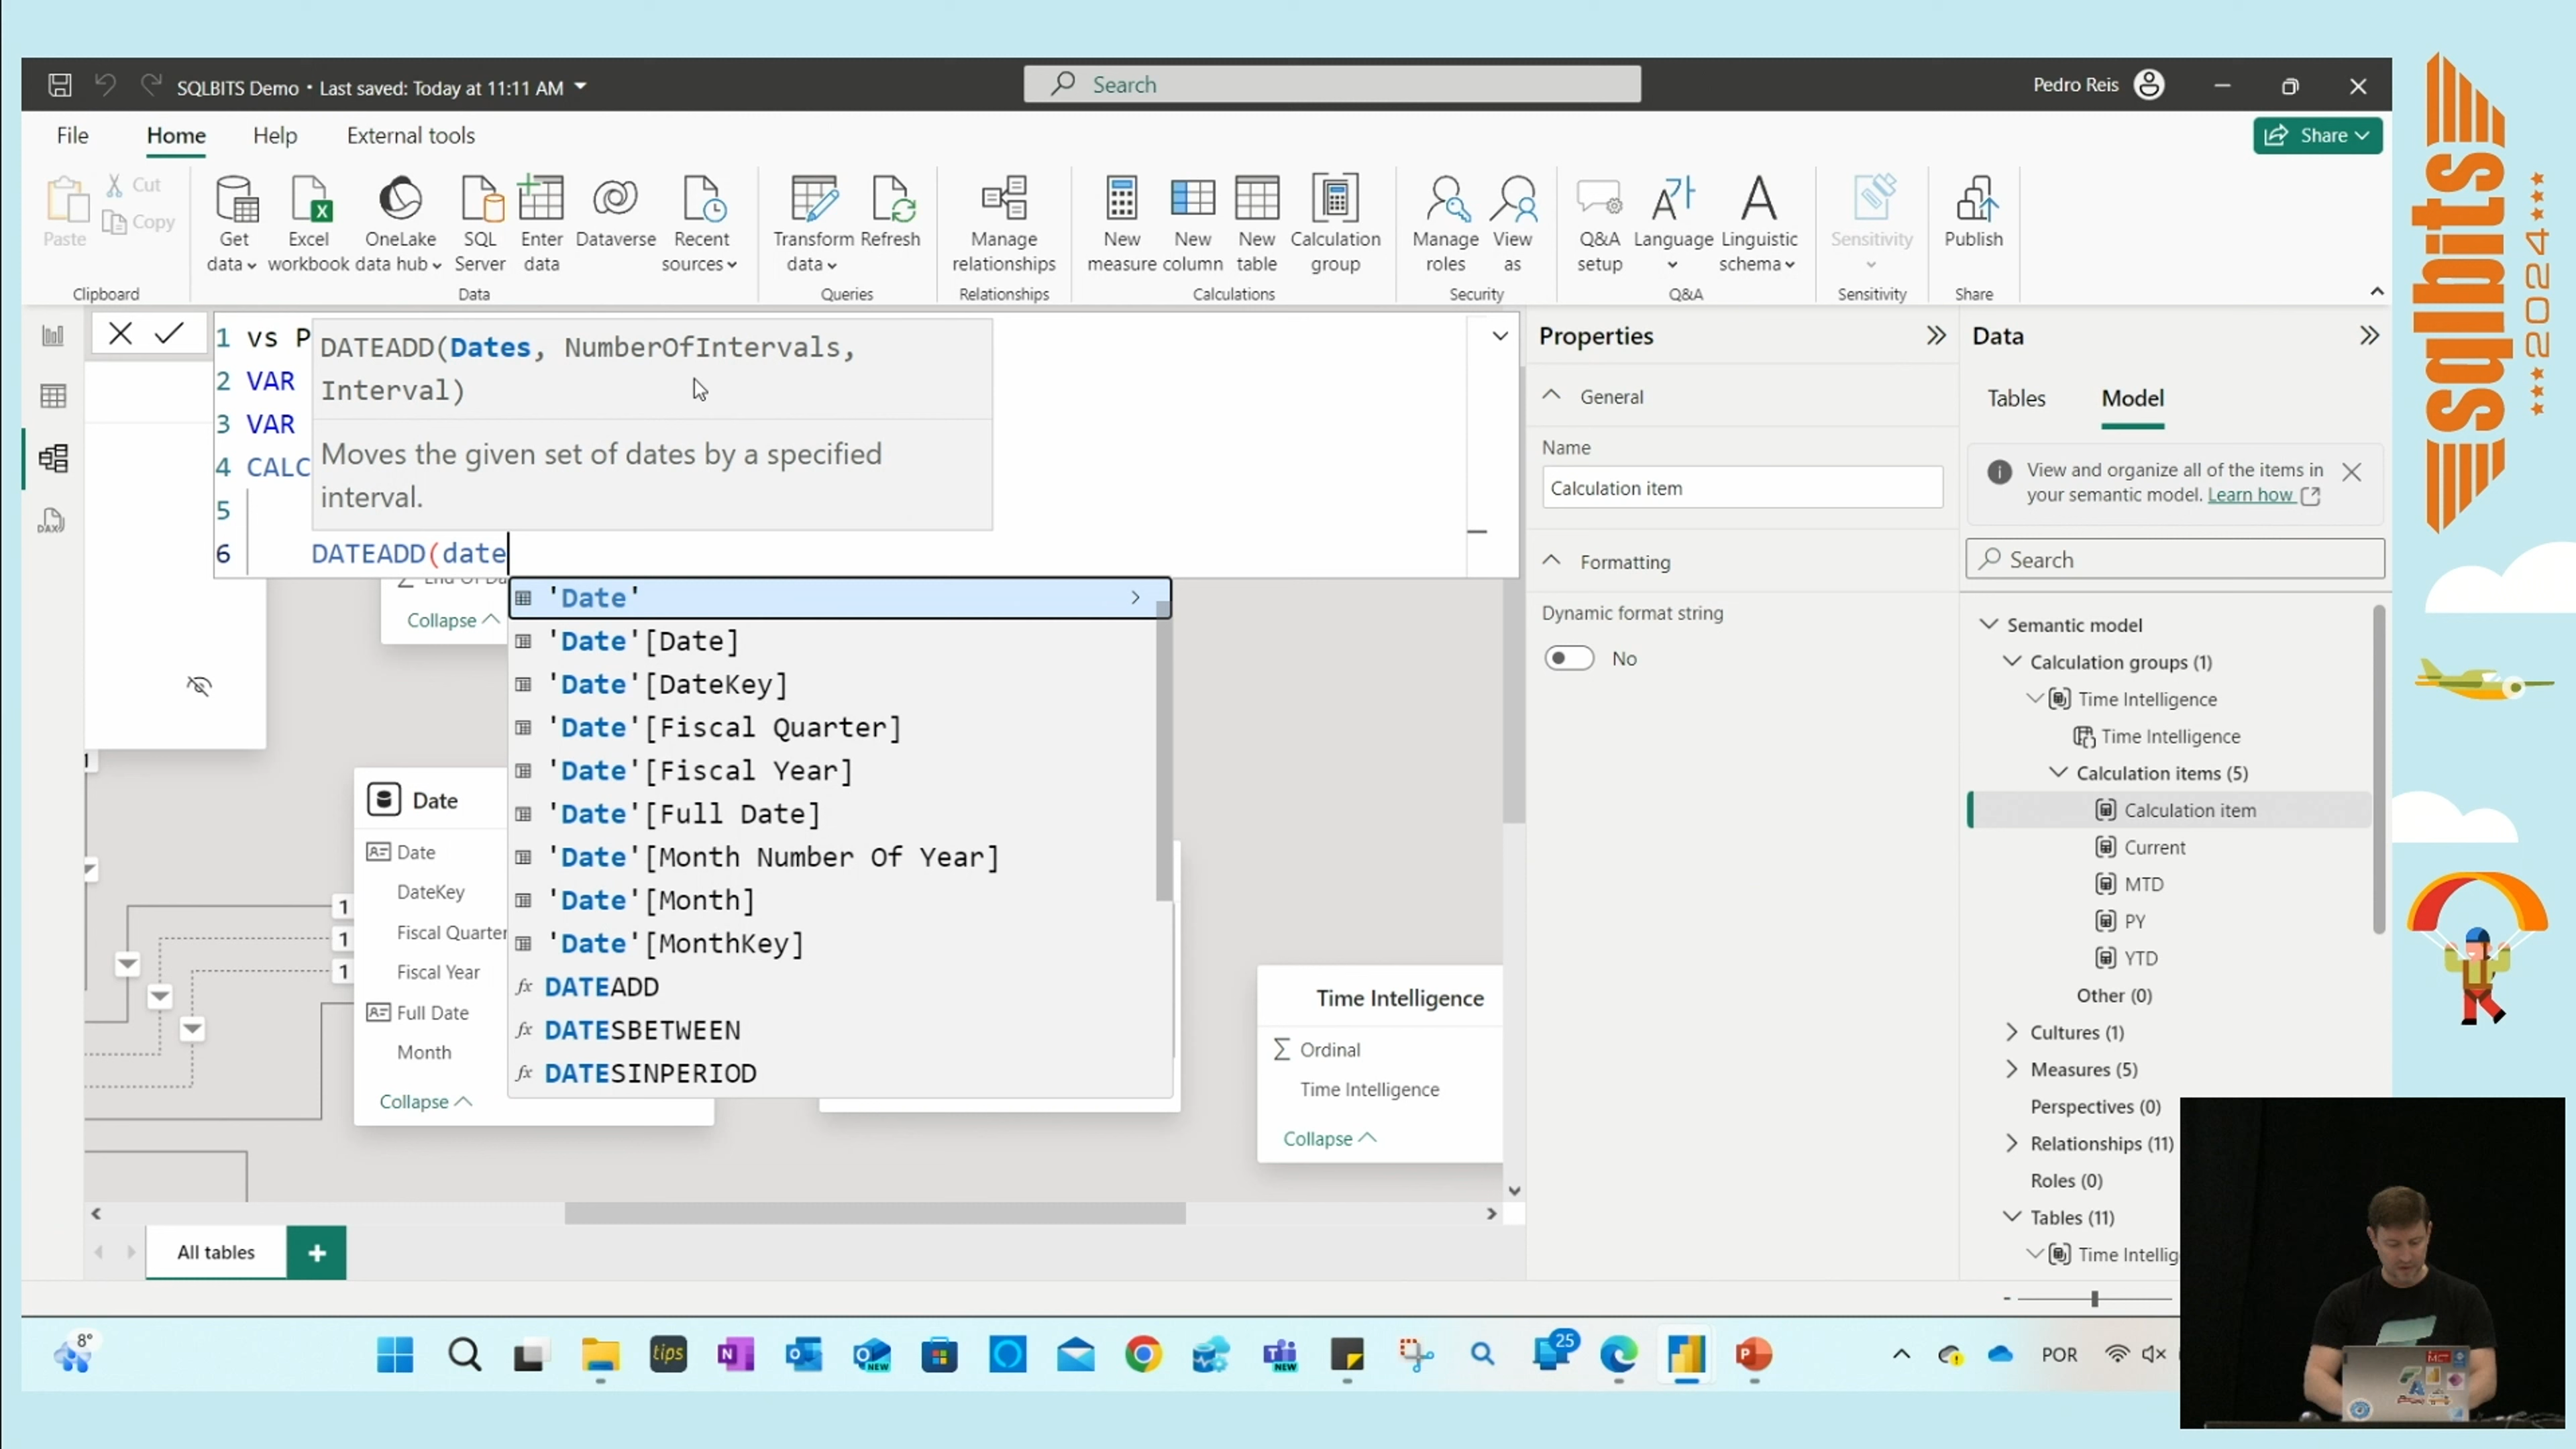 SQLBITS Demo • Last saved: Today at 11:11 AM
Search
Pedro Reis
File
Home
Help
External tools
Share
Paste
Cut
Copy
Clipboard
Get data
Excel workbook
OneLake data hub
SQL Server
Enter data
Dataverse
Recent sources
Data
Transform data
Refresh
Queries
Manage relationships
Relationships
New measure
New column
New table
Calculation group
Calculations
Manage roles
View as
Security
Q&A setup
Language
Linguistic schema
Q&A
Sensitivity
Sensitivity
Publish
Share
1 vs P
2 VAR
3 VAR
4 CALC
5
6 DATEADD(date
DATEADD(Dates, NumberOfIntervals,
Interval)
Moves the given set of dates by a specified
interval.
'Date'
'Date'[Date]
'Date'[DateKey]
'Date'[Fiscal Quarter]
'Date'[Fiscal Year]
'Date'[Full Date]
'Date'[Month Number Of Year]
'Date'[Month]
'Date'[MonthKey]
DATEADD
DATESBETWEEN
DATESINPERIOD
Collapse
1
1
1
1
Date
Date
DateKey
Fiscal Quarter
Fiscal Year
Full Date
Month
Collapse
Time Intelligence
Ordinal
Time Intelligence
Collapse
All tables
Properties
General
Name
Calculation item
Formatting
Dynamic format string
No
Data
Tables
Model
View and organize all of the items in
your semantic model. Learn how
Search
Semantic model
Calculation groups (1)
Time Intelligence
Time Intelligence
Calculation items (5)
Calculation item
Current
MTD
PY
YTD
Other (0)
Cultures (1)
Measures (5)
Perspectives (0)
Relationships (11)
Roles (0)
Tables (11)
Time Intellig
8°
tips
NEW
NEW
25
POR
sqlbits
2024